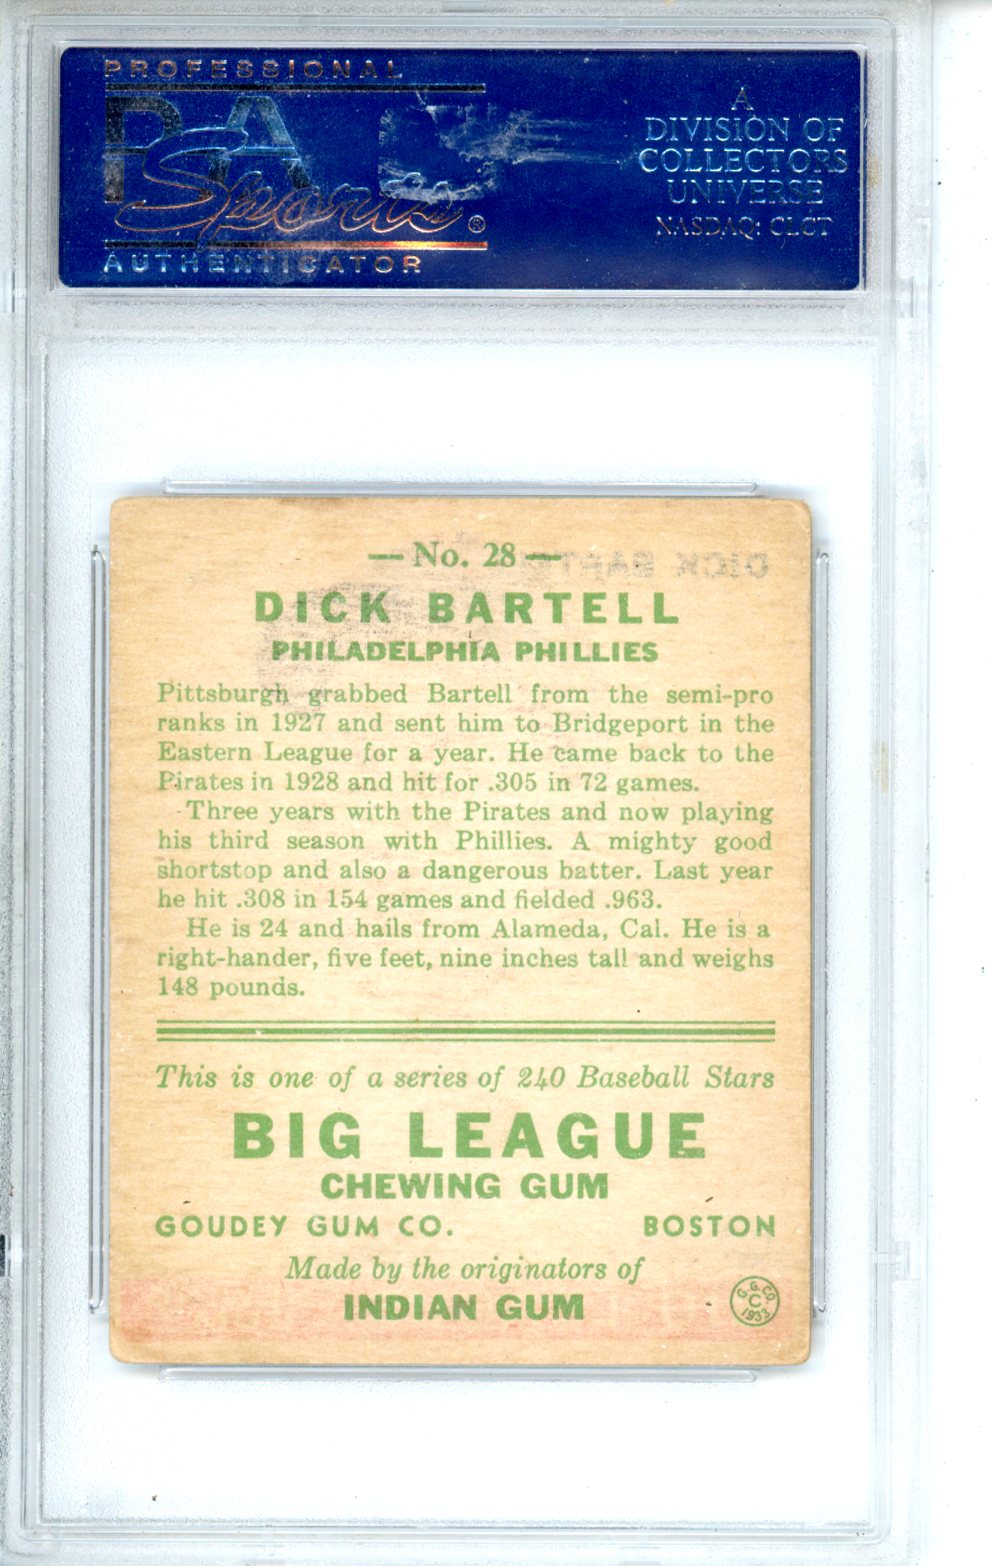 PROFESSIONAL
PSA
Sports
®
AUTHENTICATOR
A
DIVISION OF
COLLECTORS
UNIVERSE
NASDAQ: CLCT
— No. 28 —
DICK BART
DICK BARTELL
PHILADELPHIA PHILLIES
Pittsburgh grabbed Bartell from the semi-pro
ranks in 1927 and sent him to Bridgeport in the
Eastern League for a year. He came back to the
Pirates in 1928 and hit for .305 in 72 games.
Three years with the Pirates and now playing
his third season with Phillies. A mighty good
shortstop and also a dangerous batter. Last year
he hit .308 in 154 games and fielded .963.
He is 24 and hails from Alameda, Cal. He is a
right-hander, five feet, nine inches tall and weighs
148 pounds.
This is one of a series of 240 Baseball Stars
BIG LEAGUE
CHEWING GUM
GOUDEY GUM CO. BOSTON
Made by the originators of
INDIAN GUM
G. G. CO.
C
1933